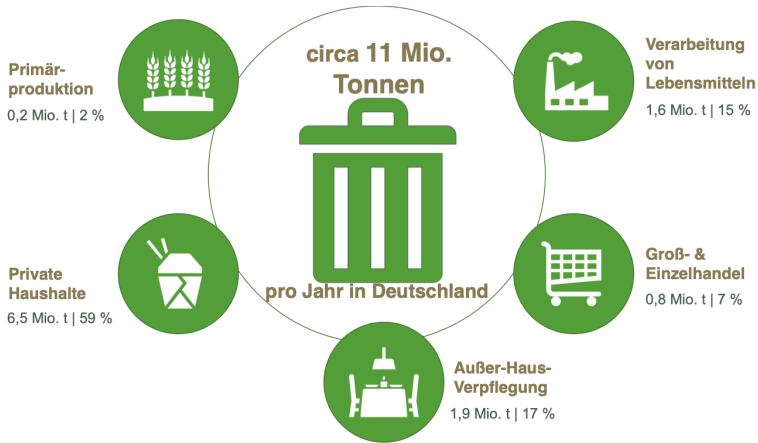 circa 11 Mio.
Tonnen
pro Jahr in Deutschland
Primär-
produktion
0,2 Mio. t | 2 %
Verarbeitung
von
Lebensmitteln
1,6 Mio. t | 15 %
Private
Haushalte
6,5 Mio. t | 59 %
Groß- &
Einzelhandel
0,8 Mio. t | 7 %
Außer-Haus-
Verpflegung
1,9 Mio. t | 17 %